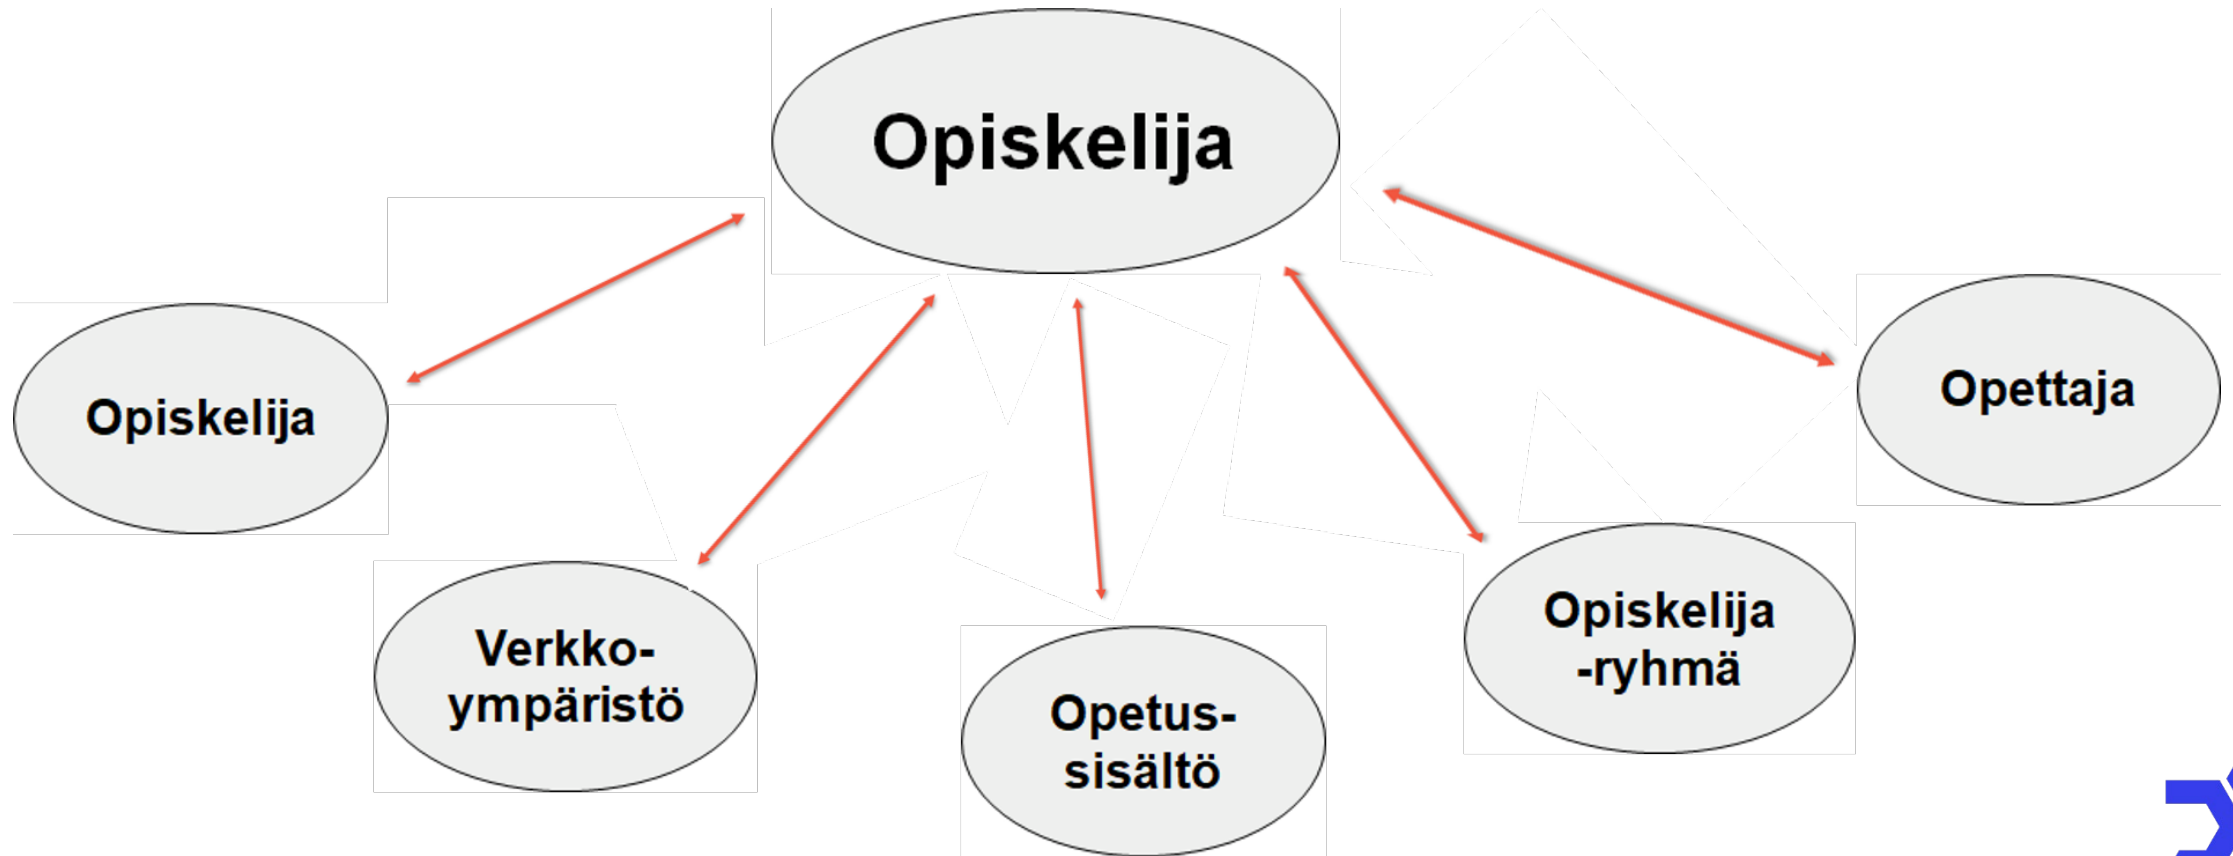 Opiskelija
Opiskelija
Verkko-
ympäristö
Opetus-
sisältö
Opiskelija
-ryhmä
Opettaja